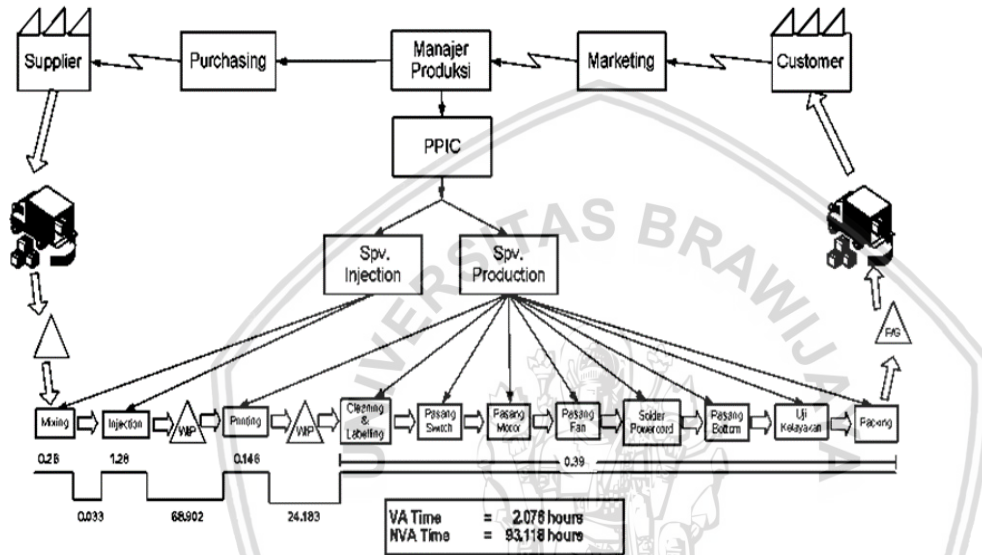 Supplier
Purchasing
Manajer
Produksi
Marketing
Customer
PPIC
UNIVERSITAS BRAWIJAYA
Spv.
Injection
Spv.
Production
F/G
Mixing
Injection
WIP
Printing
WIP
Cleaning
&
Labelling
Pasang
Switch
Pasang
Motor
Pasang
Fan
Solder
Powercord
Pasang
Bottom
Uji
Kelayakan
Packing
0.26
1.28
0.146
0.39
0.033
68.902
24.183
VA Time = 2.076 hours
NVA Time = 93.118 hours